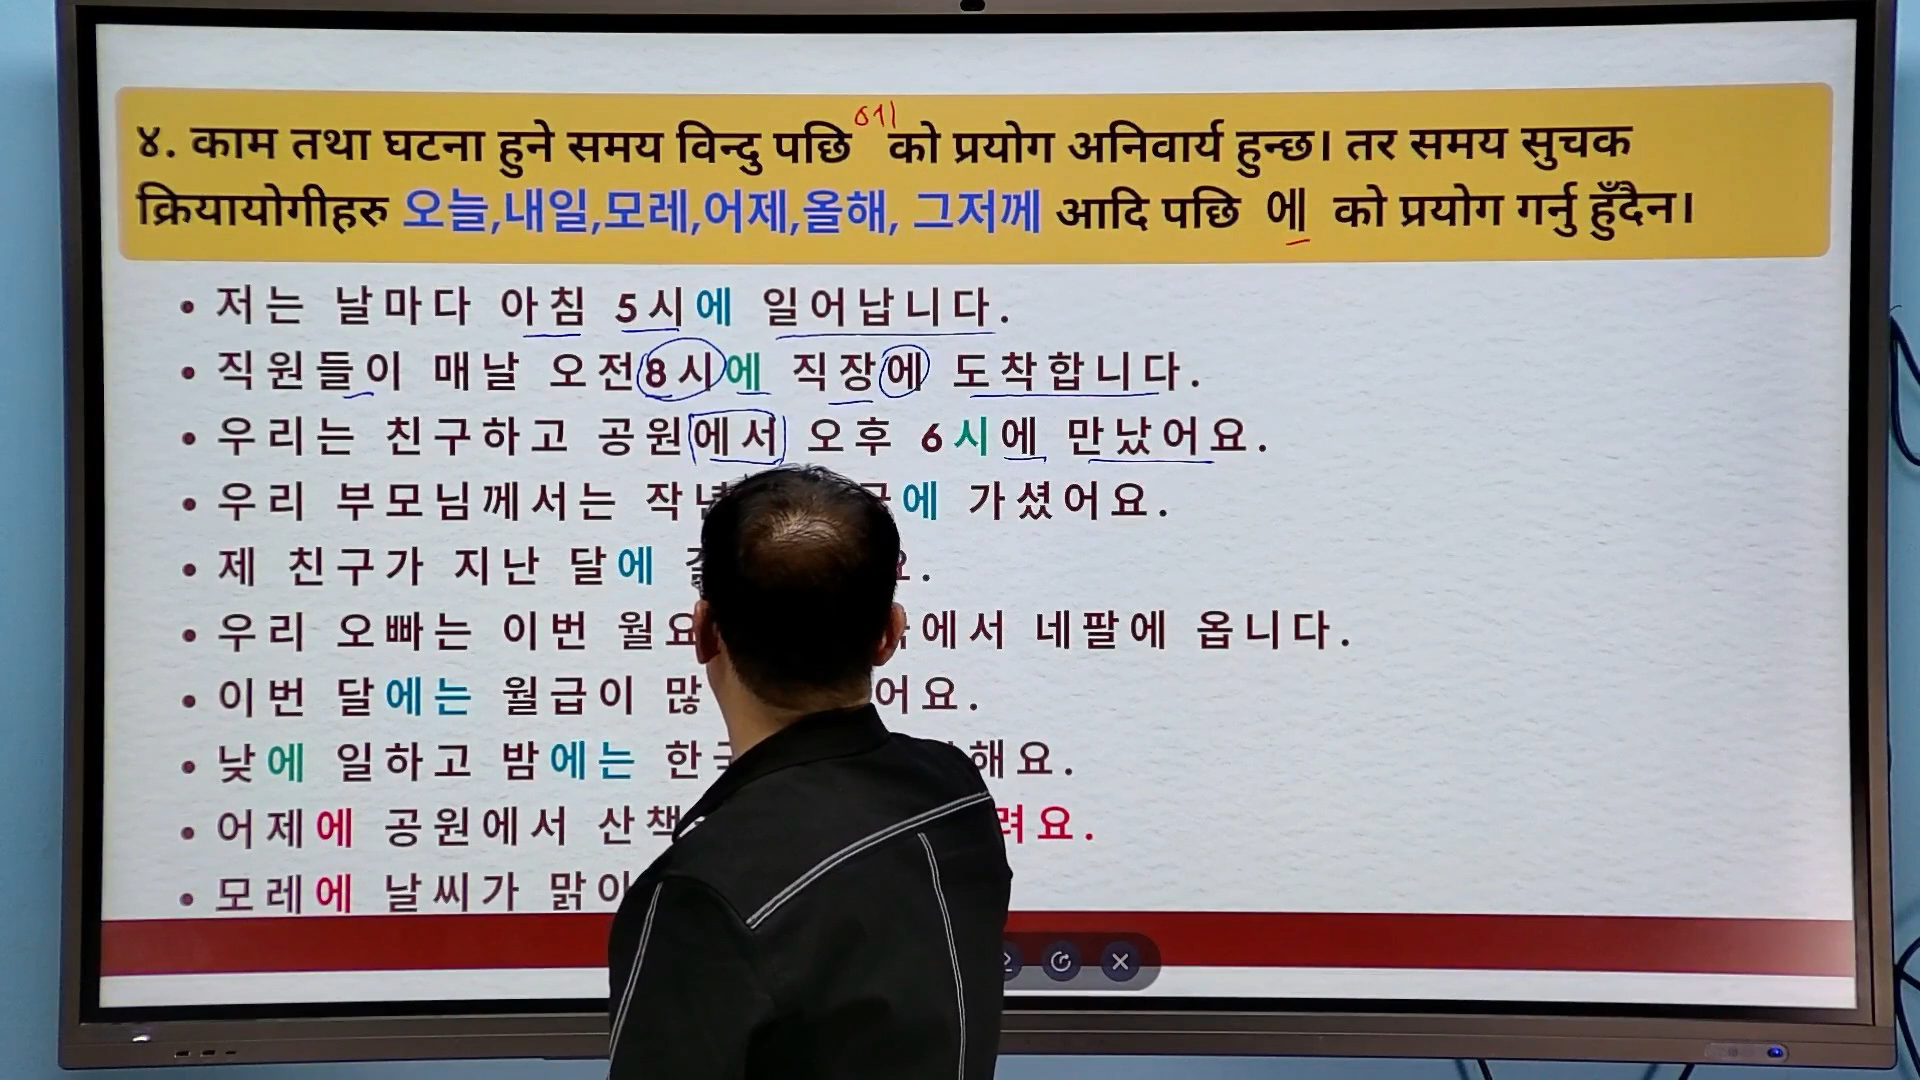 ४. काम तथा घटना हुने समय विन्दु पछि 에 को प्रयोग अनिवार्य हुन्छ। तर समय सुचक
क्रियायोगीहरु 오늘,내일,모레,어제,올해, 그저께 आदि पछि 에 को प्रयोग गर्नु हुँदैन।
• 저는 날마다 아침 5시에 일어납니다.
• 직원들이 매날 오전 8시에 직장에 도착합니다.
• 우리는 친구하고 공원에서 오후 6시에 만났어요.
• 우리 부모님께서는 에 가셨어요.
• 제 친구가 지난 달에
• 우리 오빠는 이번 에서 네팔에 옵니다.
• 이번 달에는 월급이 많 어요.
• 낮에 일하고 밤에는 해요.
• 어제에 공원에서 산책 려요.
• 모레에 날씨가